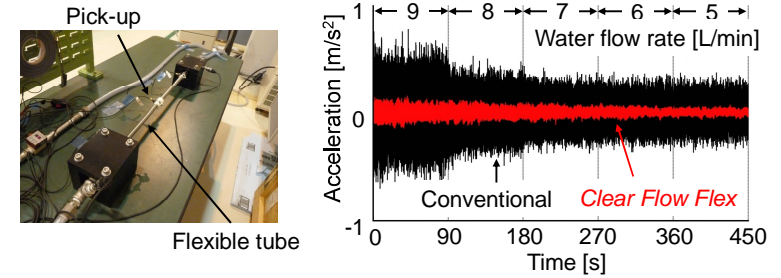 Pick-up
Flexible tube
Acceleration [m/s²]
1
0
-1
9 8 7 6 5
Water flow rate [L/min]
Conventional
Clear Flow Flex
0 90 180 270 360 450
Time [s]